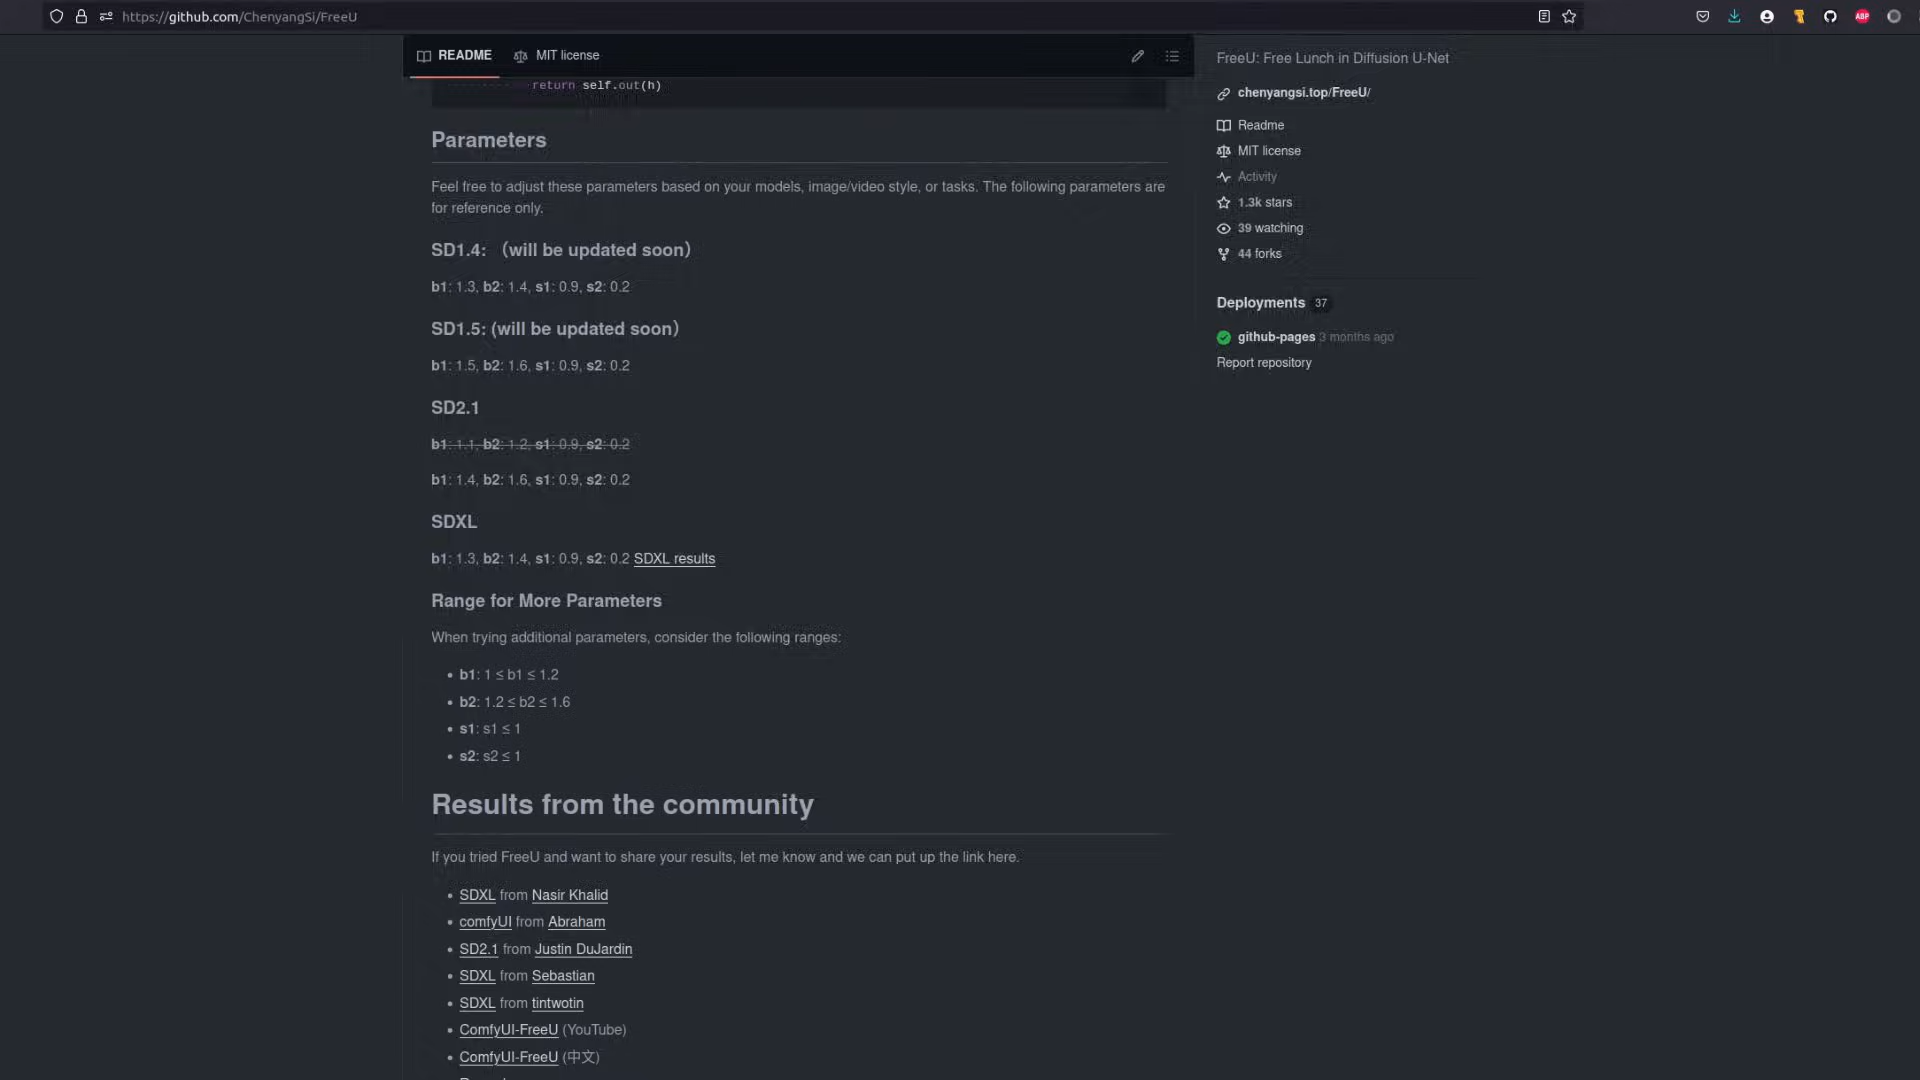 https://github.com/ChenyangSi/FreeU
ABP
README
MIT license
return self.out(h)
Parameters
Feel free to adjust these parameters based on your models, image/video style, or tasks. The following parameters are
for reference only.
SD1.4: （will be updated soon）
b1: 1.3, b2: 1.4, s1: 0.9, s2: 0.2
SD1.5: (will be updated soon）
b1: 1.5, b2: 1.6, s1: 0.9, s2: 0.2
SD2.1
b1: 1.1, b2: 1.2, s1: 0.9, s2: 0.2
b1: 1.4, b2: 1.6, s1: 0.9, s2: 0.2
SDXL
b1: 1.3, b2: 1.4, s1: 0.9, s2: 0.2 SDXL results
Range for More Parameters
When trying additional parameters, consider the following ranges:
• b1: 1 ≤ b1 ≤ 1.2
• b2: 1.2 ≤ b2 ≤ 1.6
• s1: s1 ≤ 1
• s2: s2 ≤ 1
Results from the community
If you tried FreeU and want to share your results, let me know and we can put up the link here.
• SDXL from Nasir Khalid
• comfyUI from Abraham
• SD2.1 from Justin DuJardin
• SDXL from Sebastian
• SDXL from tintwotin
• ComfyUI-FreeU (YouTube)
• ComfyUI-FreeU (中文)
FreeU: Free Lunch in Diffusion U-Net
chenyangsi.top/FreeU/
Readme
MIT license
Activity
1.3k stars
39 watching
44 forks
Deployments 37
github-pages 3 months ago
Report repository